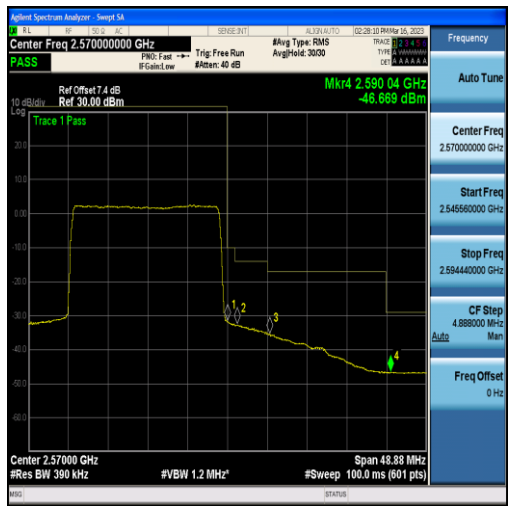 Agilent Spectrum Analyzer - Swept SA
RL RF 50 Ω AC SENSE:INT ALIGN AUTO 02:28:10 PM Mar 16, 2023
Center Freq 2.570000000 GHz
#Avg Type: RMS
TRACE 1 2 3 4 5 6
PASS
PNO: Fast
Trig: Free Run
Avg|Hold: 30/30
TYPE A WWWWW
IFGain:Low
#Atten: 40 dB
DET A A A A A A
Ref Offset 7.4 dB
Mkr4 2.590 04 GHz
10 dB/div Ref 30.00 dBm
-46.669 dBm
Log
Trace 1 Pass
20.0
10.0
0.00
-10.0
-20.0
-30.0
-40.0
-50.0
-60.0
1
2
3
4
Center 2.57000 GHz
Span 48.88 MHz
#Res BW 390 kHz
#VBW 1.2 MHz*
#Sweep 100.0 ms (601 pts)
MSG
STATUS
Frequency
Auto Tune
Center Freq
2.570000000 GHz
Start Freq
2.545560000 GHz
Stop Freq
2.594440000 GHz
CF Step
4.888000 MHz
Auto Man
Freq Offset
0 Hz